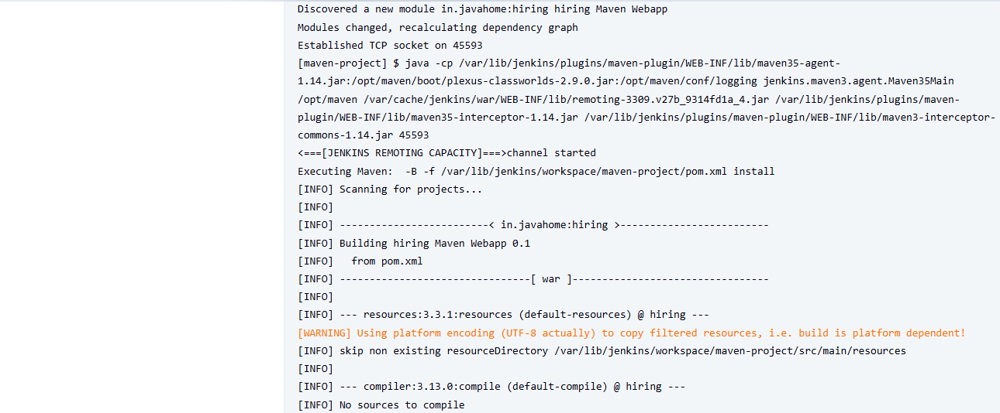 Discovered a new module in.javahome:hiring hiring Maven Webapp
Modules changed, recalculating dependency graph
Established TCP socket on 45593
[maven-project] $ java -cp /var/lib/jenkins/plugins/maven-plugin/WEB-INF/lib/maven35-agent-
1.14.jar:/opt/maven/boot/plexus-classworlds-2.9.0.jar:/opt/maven/conf/logging jenkins.maven3.agent.Maven35Main
/opt/maven /var/cache/jenkins/war/WEB-INF/lib/remoting-3309.v27b_9314fd1a_4.jar /var/lib/jenkins/plugins/maven-
plugin/WEB-INF/lib/maven35-interceptor-1.14.jar /var/lib/jenkins/plugins/maven-plugin/WEB-INF/lib/maven3-interceptor-
commons-1.14.jar 45593
<===[JENKINS REMOTING CAPACITY]===>channel started
Executing Maven:  -B -f /var/lib/jenkins/workspace/maven-project/pom.xml install
[INFO] Scanning for projects...
[INFO]
[INFO] -------------------------< in.javahome:hiring >-------------------------
[INFO] Building hiring Maven Webapp 0.1
[INFO]   from pom.xml
[INFO] --------------------------------[ war ]---------------------------------
[INFO]
[INFO] --- resources:3.3.1:resources (default-resources) @ hiring ---
[WARNING] Using platform encoding (UTF-8 actually) to copy filtered resources, i.e. build is platform dependent!
[INFO] skip non existing resourceDirectory /var/lib/jenkins/workspace/maven-project/src/main/resources
[INFO]
[INFO] --- compiler:3.13.0:compile (default-compile) @ hiring ---
[INFO] No sources to compile